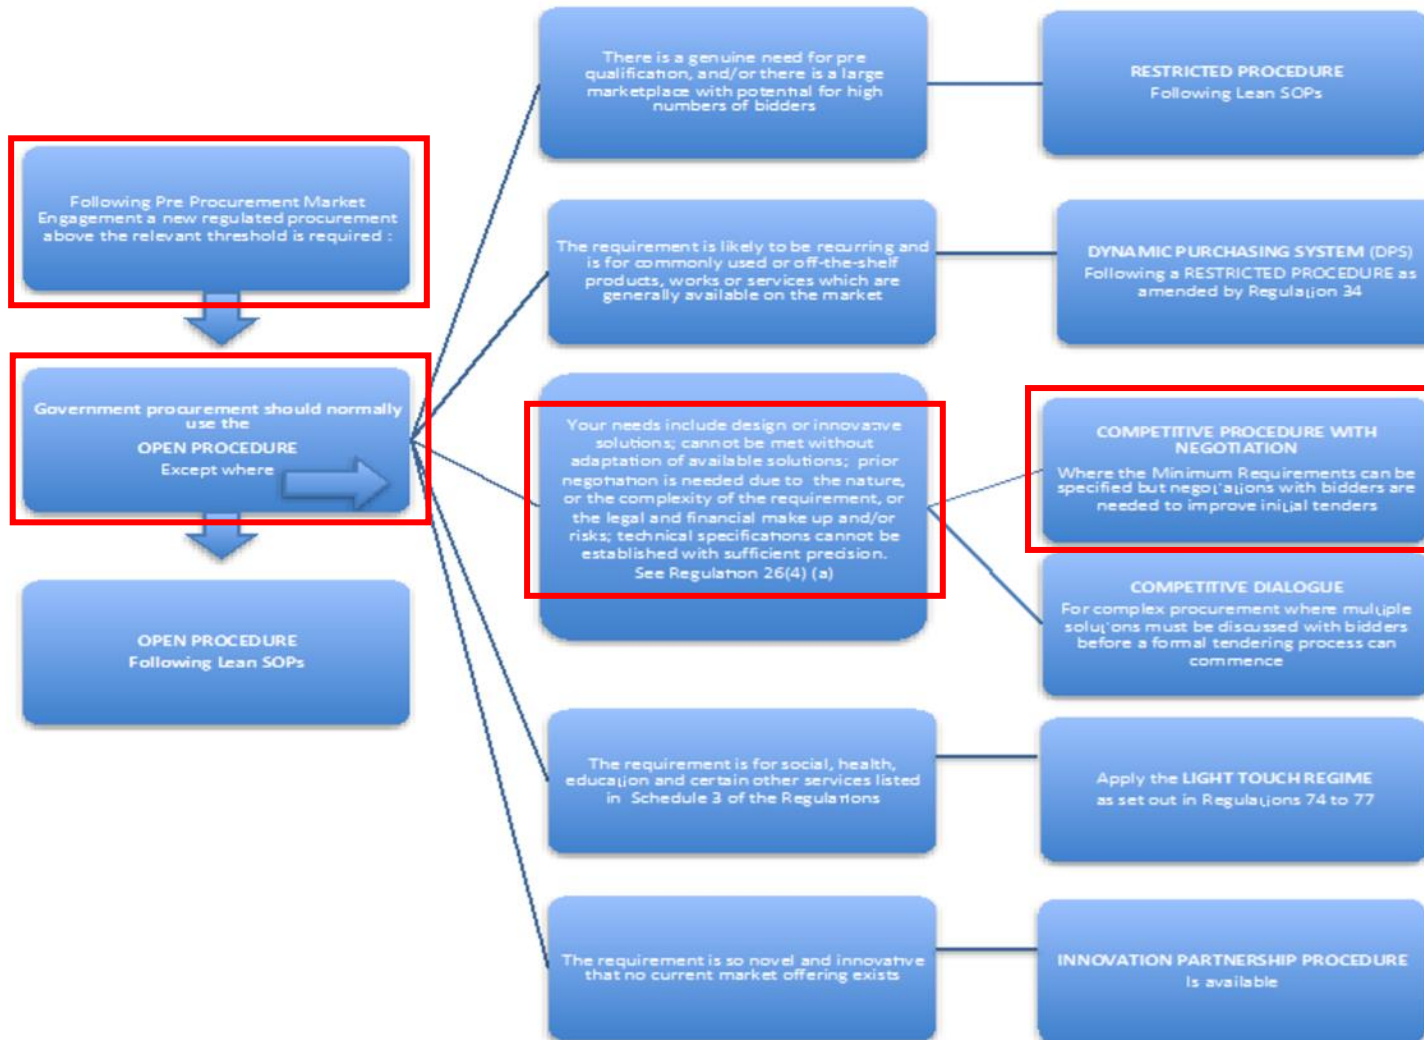 Following Pre Procurement Market
Engagement a new regulated procurement
above the relevant threshold is required :
Government procurement should normally
use the
OPEN PROCEDURE
Except where
OPEN PROCEDURE
Following Lean SOPs
There is a genuine need for pre
qualification, and/or there is a large
marketplace with potential for high
numbers of bidders
RESTRICTED PROCEDURE
Following Lean SOPs
The requirement is likely to be recurring and
is for commonly used or off-the-shelf
products, works or services which are
generally available on the market
DYNAMIC PURCHASING SYSTEM (DPS)
Following a RESTRICTED PROCEDURE as
amended by Regulation 34
Your needs include design or innovative
solutions; cannot be met without
adaptation of available solutions; prior
negotiation is needed due to the nature,
or the complexity of the requirement, or
the legal and financial make up and/or
risks; technical specifications cannot be
established with sufficient precision.
See Regulation 26(4) (a)
COMPETITIVE PROCEDURE WITH
NEGOTIATION
Where the Minimum Requirements can be
specified but negotiations with bidders are
needed to improve initial tenders
COMPETITIVE DIALOGUE
For complex procurement where multiple
solutions must be discussed with bidders
before a formal tendering process can
commence
The requirement is for social, health,
education and certain other services listed
in Schedule 3 of the Regulations
Apply the LIGHT TOUCH REGIME
as set out in Regulations 74 to 77
The requirement is so novel and innovative
that no current market offering exists
INNOVATION PARTNERSHIP PROCEDURE
Is available